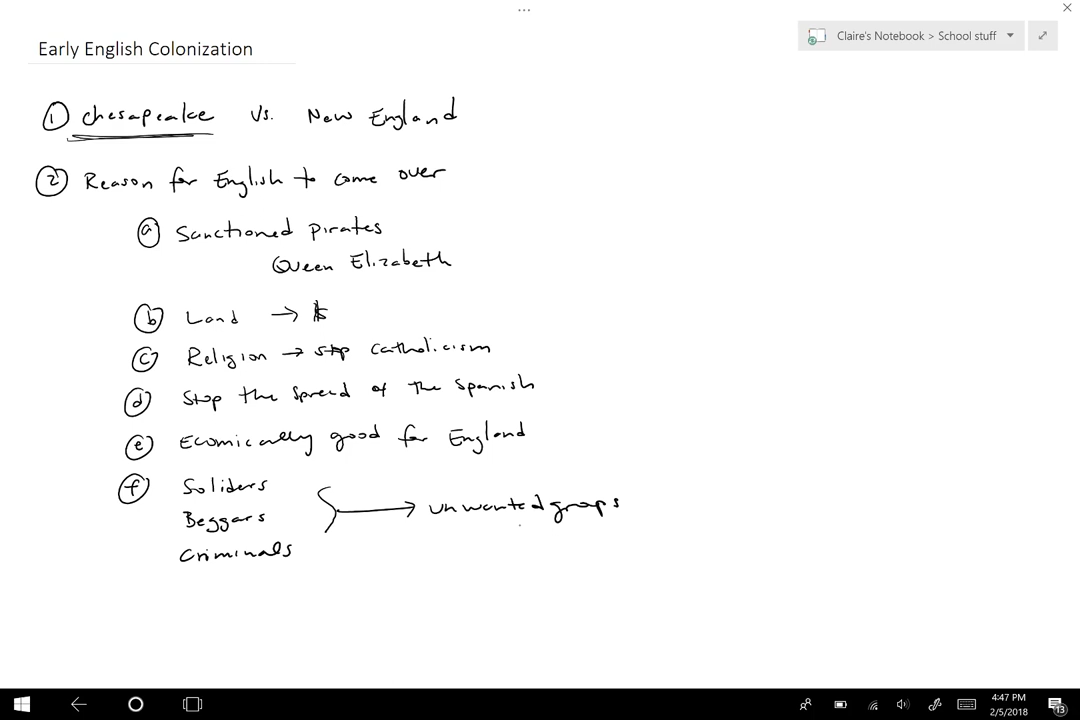 ...
Early English Colonization
Claire's Notebook > School stuff
① Chesapeake Vs. New England
② Reason for English to come over
ⓐ Sanctioned pirates
Queen Elizabeth
ⓑ Land → $
ⓒ Religion → stop Catholicism
ⓓ Stop the spread of the Spanish
ⓔ Ecomically good for England
ⓕ Soliders
Beggars → unwanted groups
Criminals
4:47 PM
2/5/2018
13